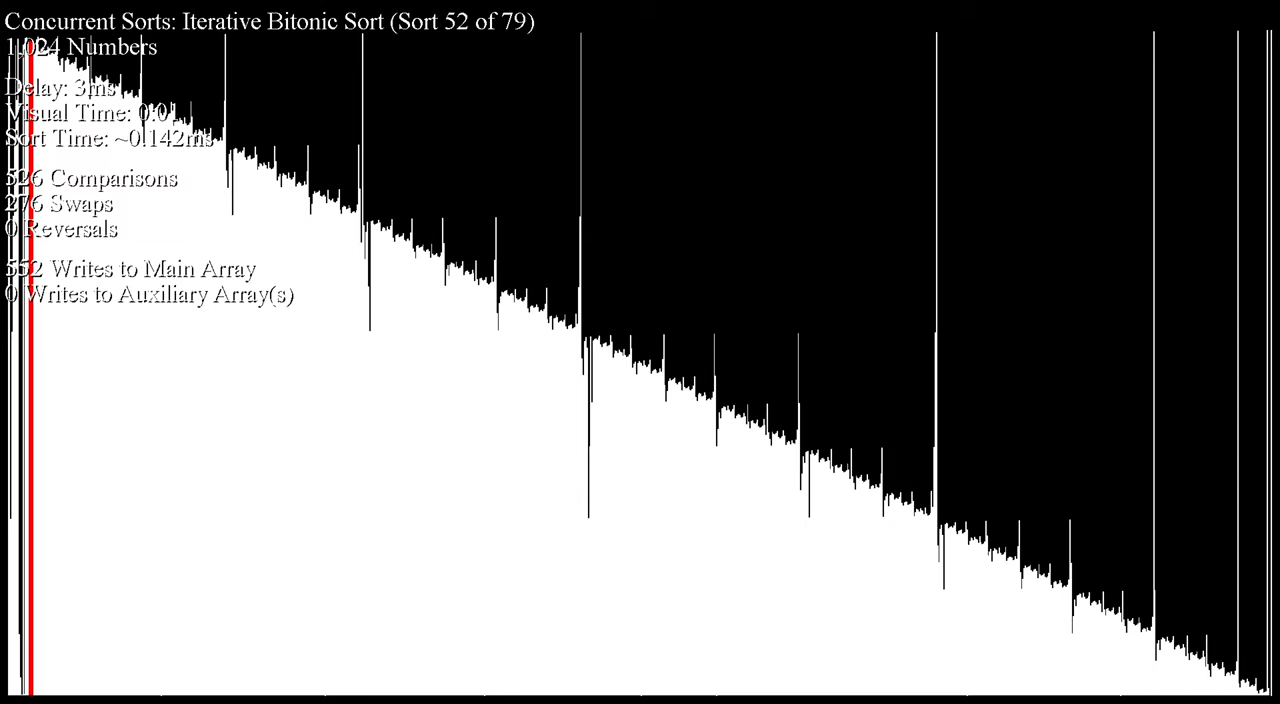 Concurrent Sorts: Iterative Bitonic Sort (Sort 52 of 79)
1,024 Numbers
Delay: 3ms
Visual Time: 0:01
Sort Time: ~0.142ms
526 Comparisons
276 Swaps
0 Reversals
552 Writes to Main Array
0 Writes to Auxiliary Array(s)